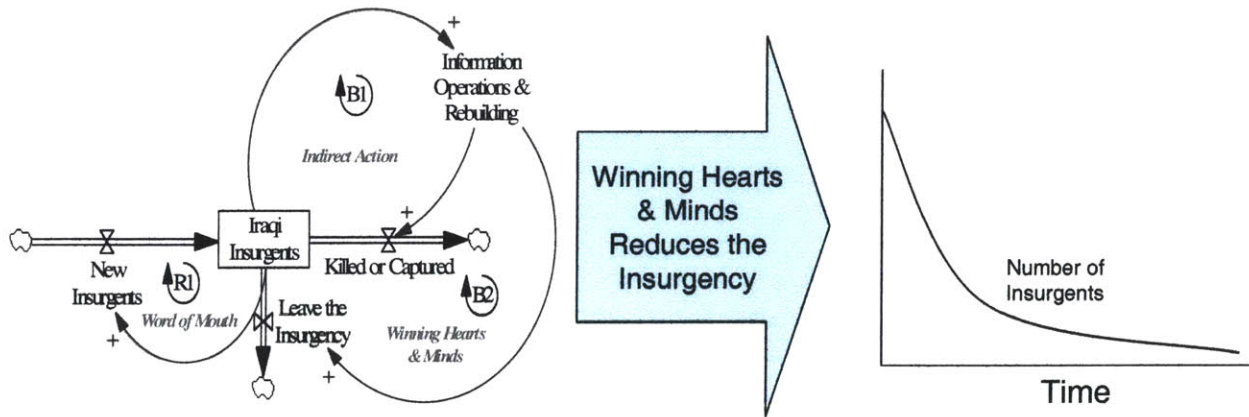 +
Information
Operations &
Rebuilding
B1
Indirect Action
+
Iraqi
Insurgents
New
Insurgents
Killed or Captured
R1
B2
Word of Mouth
Leave the
Insurgency
Winning Hearts
& Minds
+
+
Winning Hearts
& Minds
Reduces the
Insurgency
Number of
Insurgents
Time